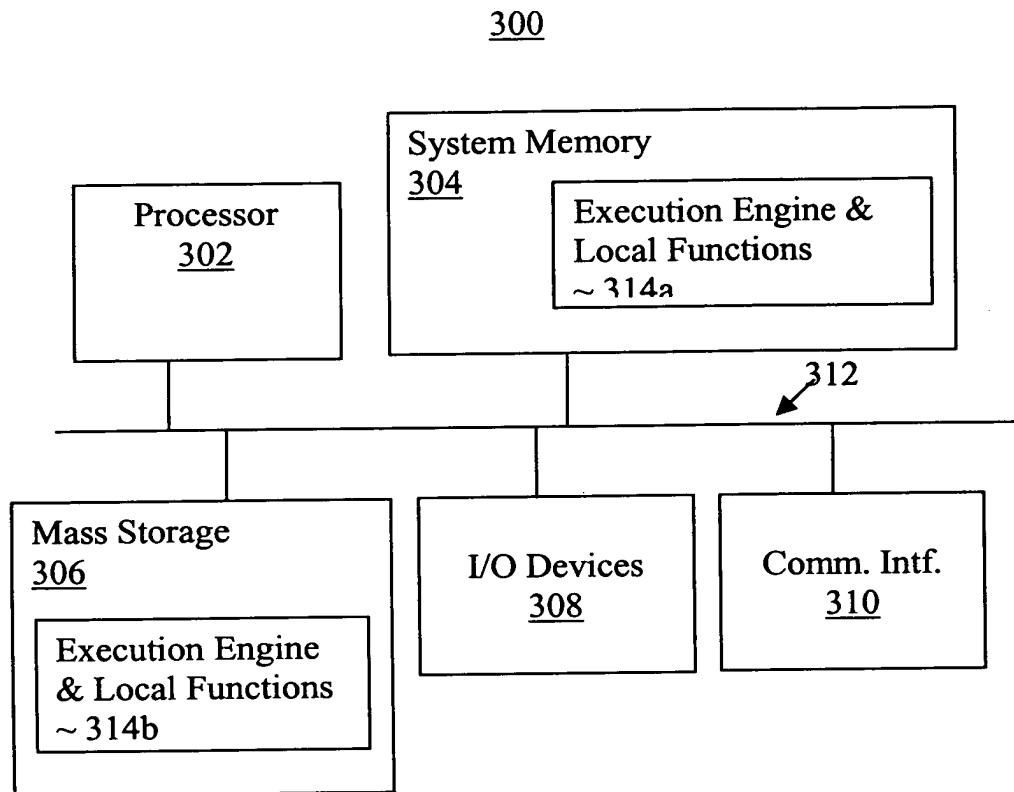 300
System Memory
304
Execution Engine &
Local Functions
~ 314a
Processor
302
312
Mass Storage
306
Execution Engine
& Local Functions
~ 314b
I/O Devices
308
Comm. Intf.
310